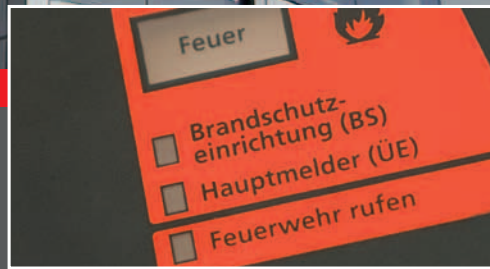 Feuer
Brandschutz-
einrichtung (BS)
Hauptmelder (ÜE)
Feuerwehr rufen